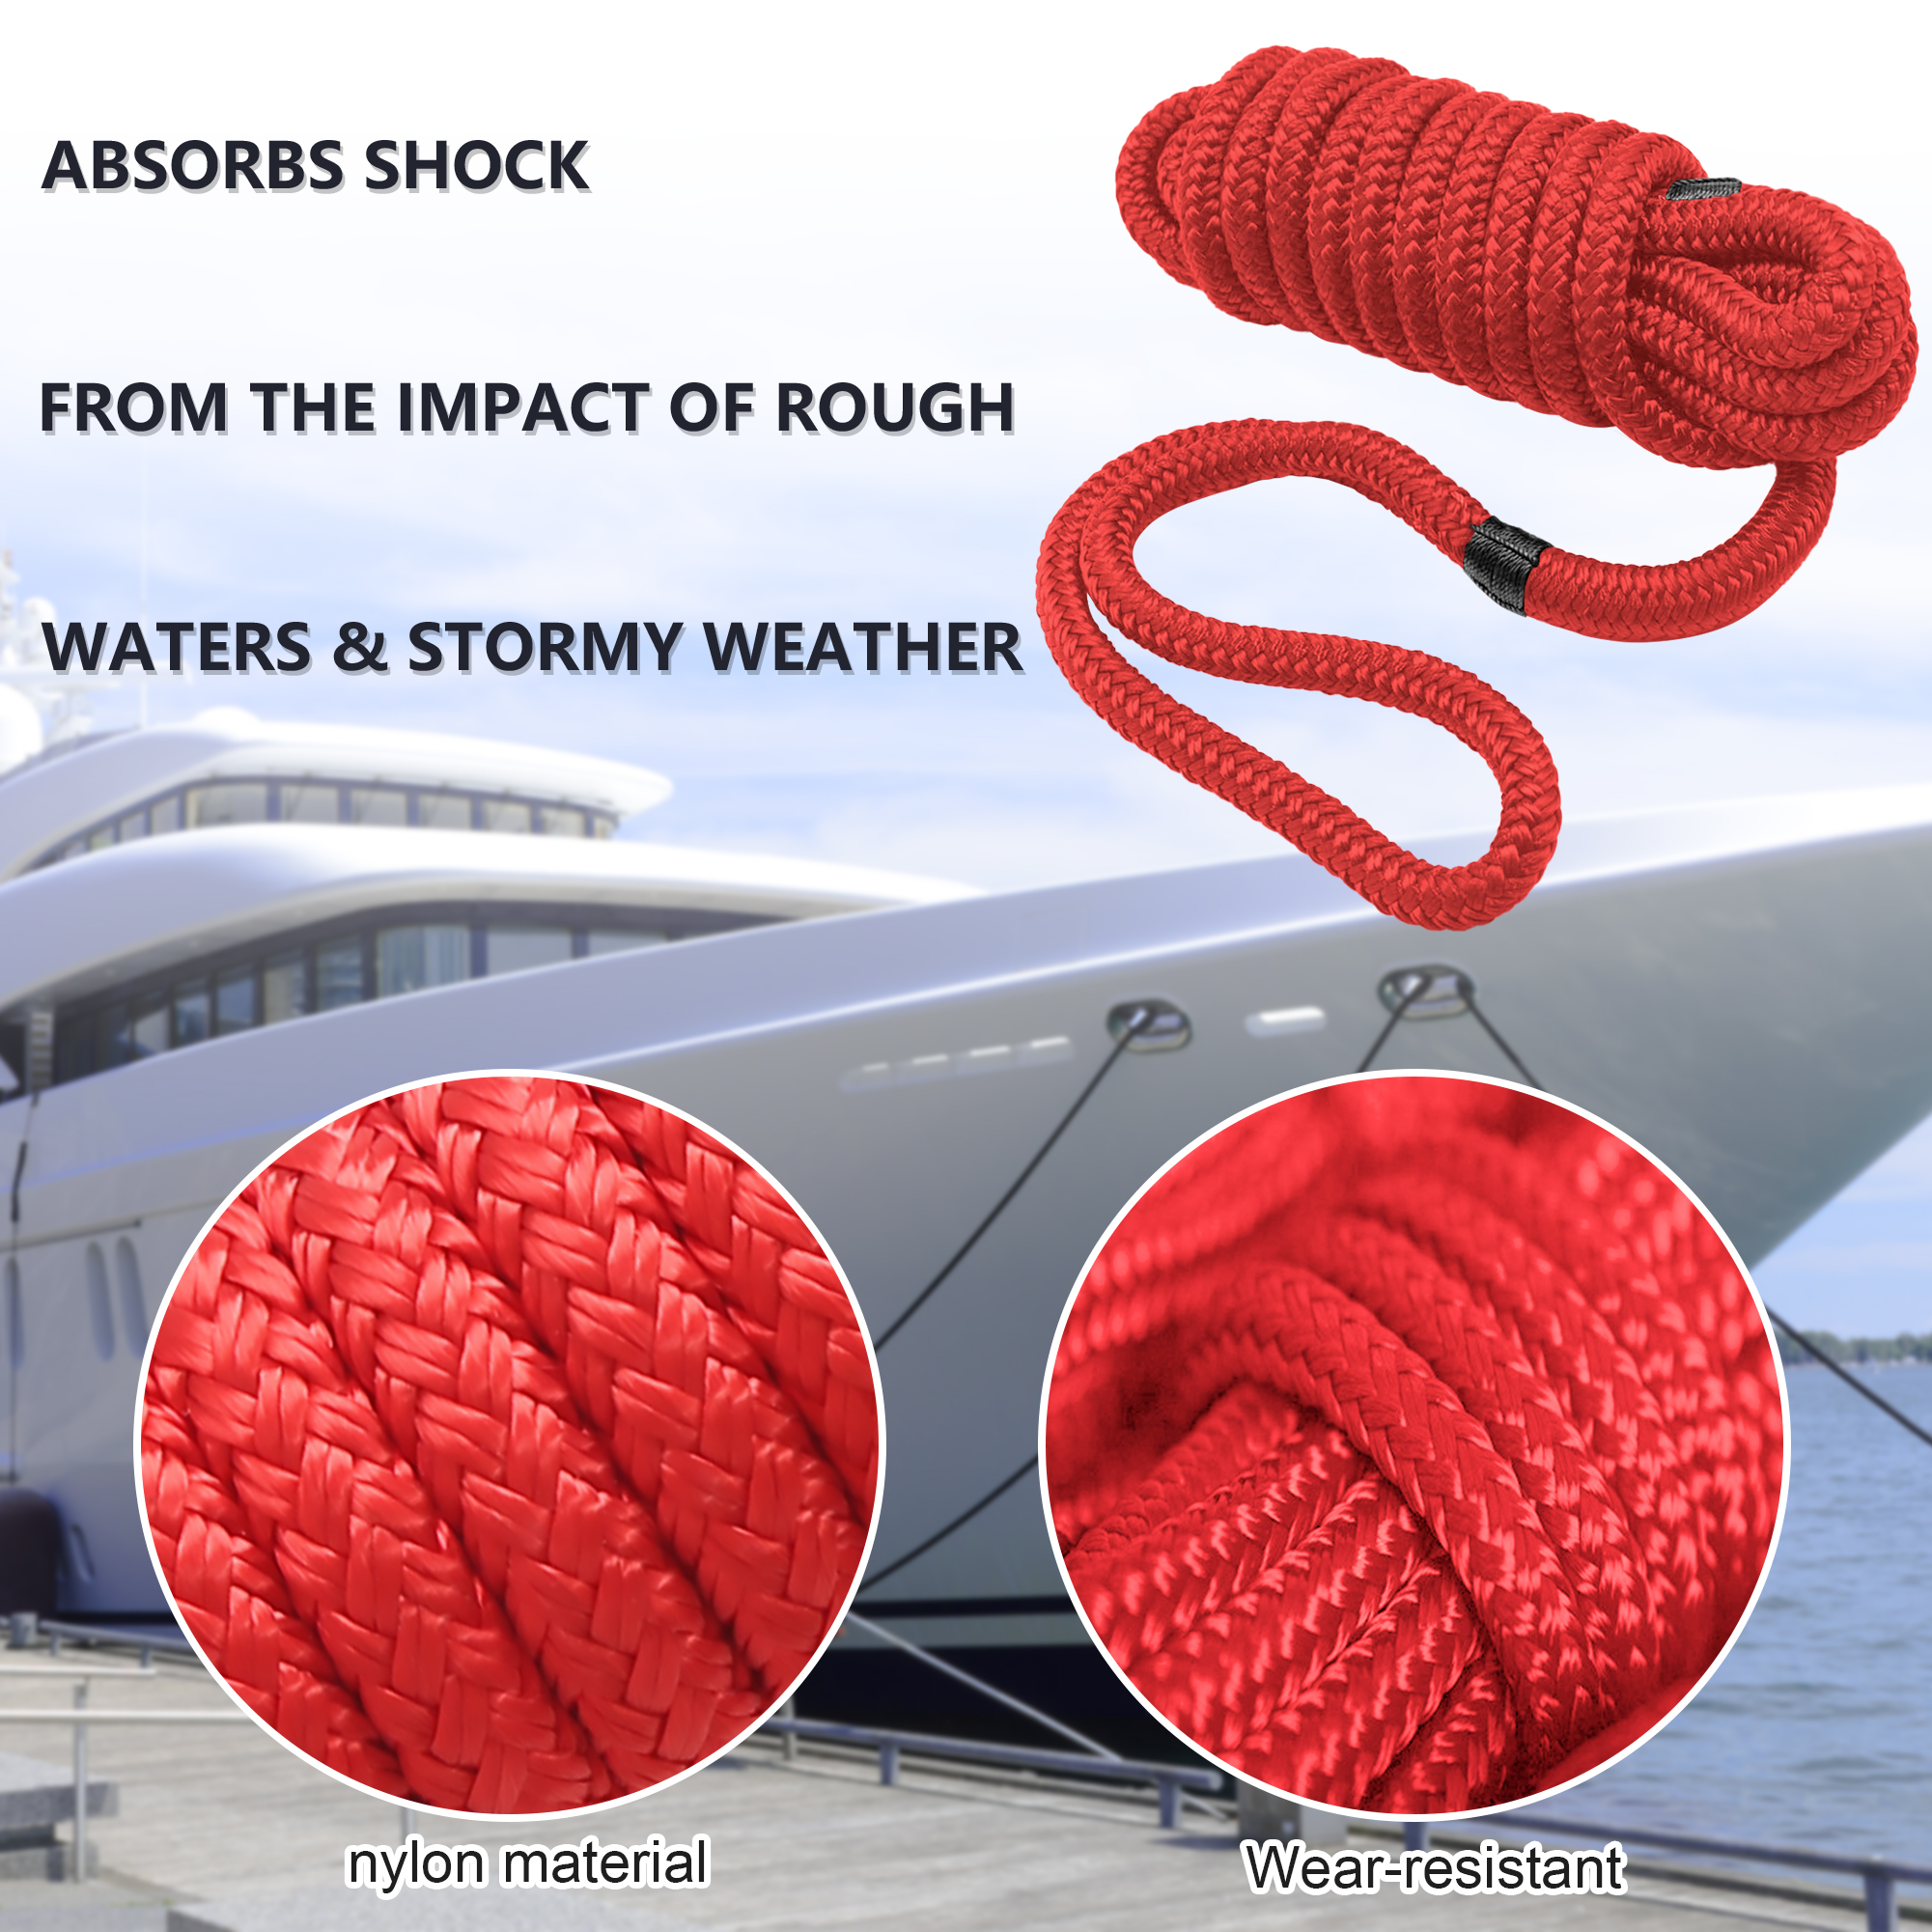 ABSORBS SHOCK
FROM THE IMPACT OF ROUGH
WATERS & STORMY WEATHER
nylon material
Wear-resistant